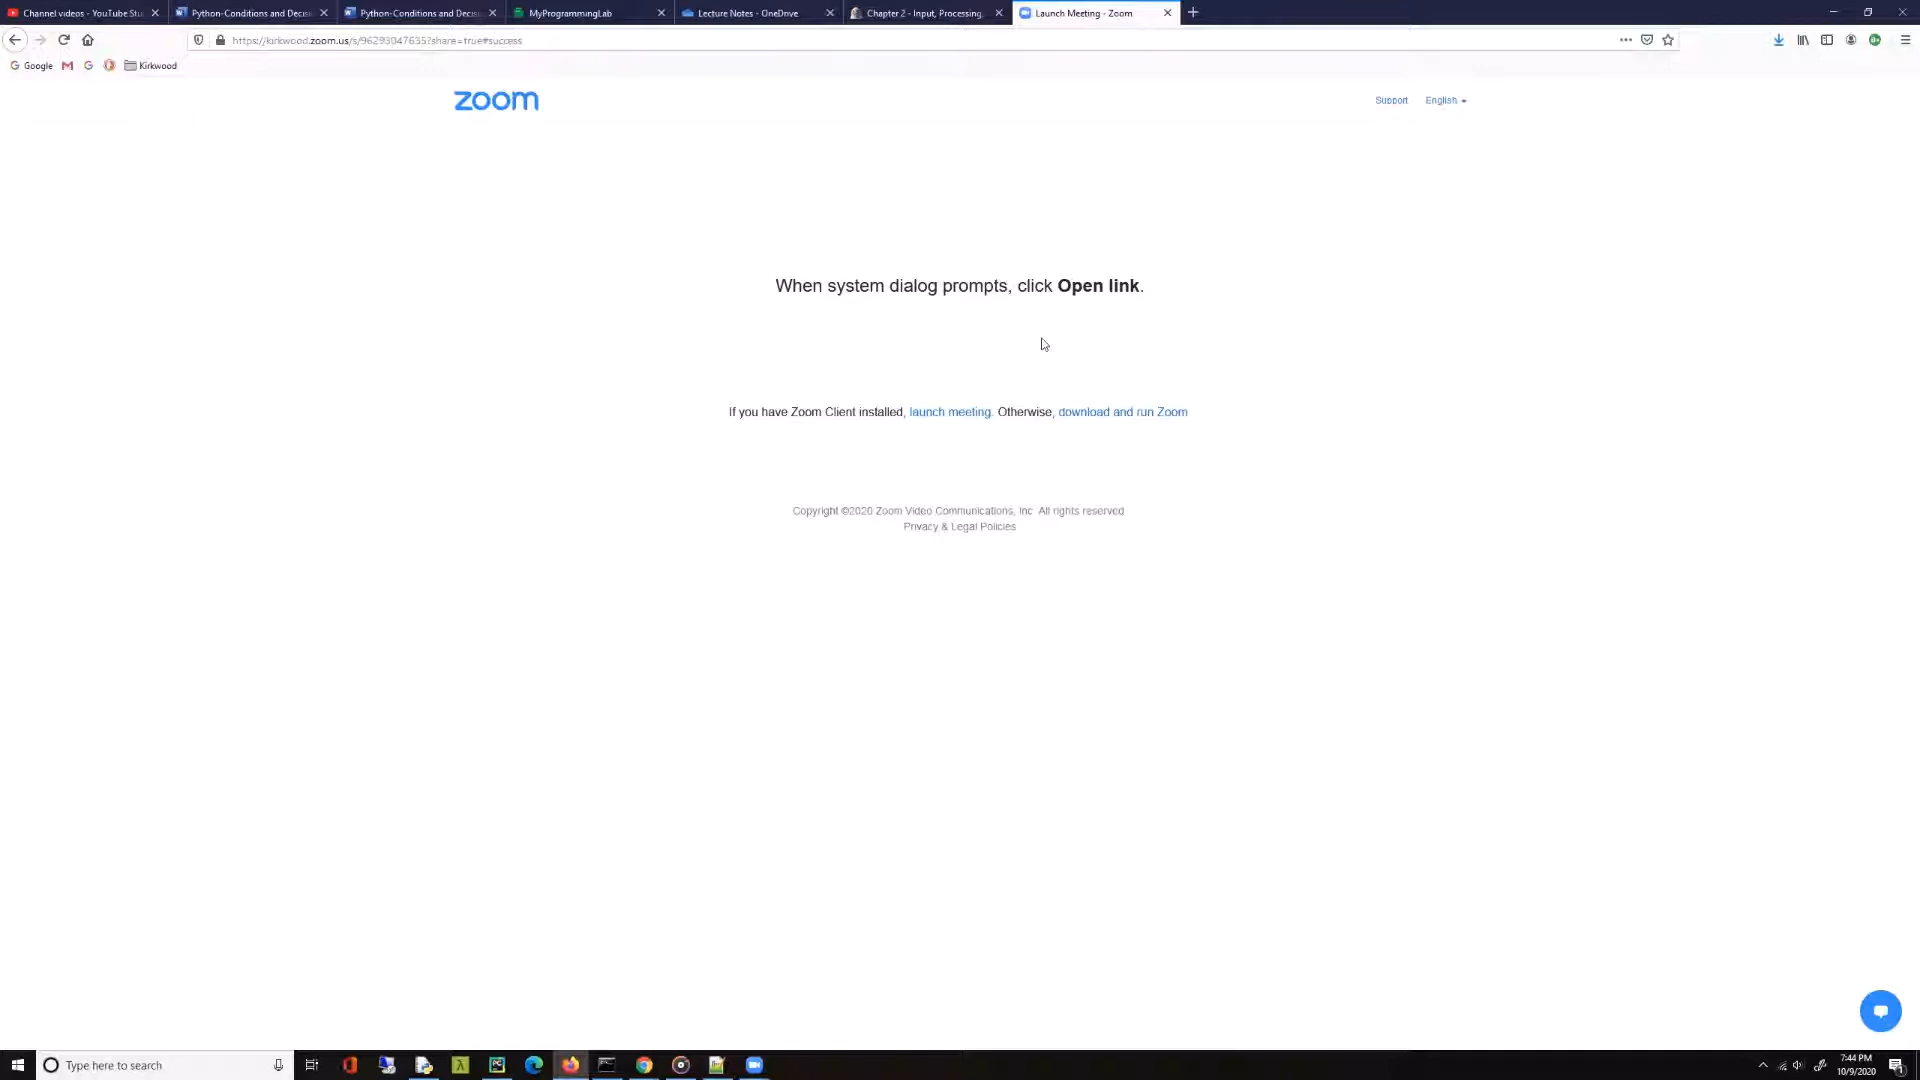 Channel videos - YouTube Stu
Python-Conditions and Decisi
Python-Conditions and Decisi
MyProgrammingLab
Lecture Notes - OneDrive
Chapter 2 - Input, Processing,
Launch Meeting - Zoom
https://kirkwood.zoom.us/s/96293047635?share=true#success
Google
Kirkwood
zoom
Support
English
When system dialog prompts, click Open link.
If you have Zoom Client installed, launch meeting. Otherwise, download and run Zoom
Copyright ©2020 Zoom Video Communications, Inc. All rights reserved
Privacy & Legal Policies
Type here to search
7:44 PM
10/9/2020